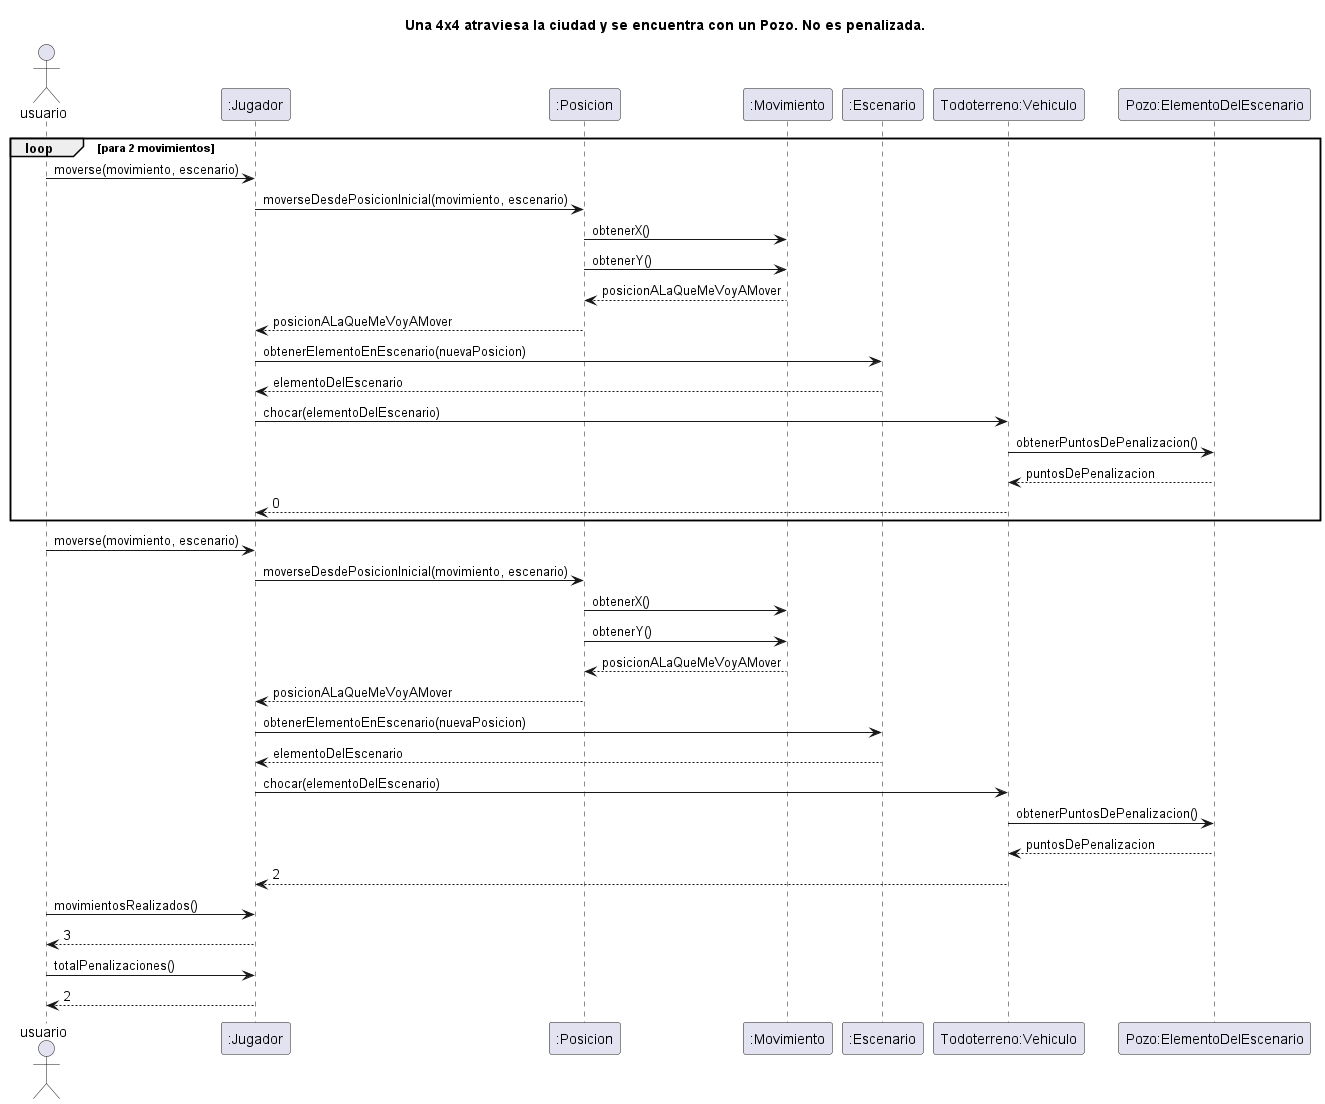 Una 4x4 atraviesa la ciudad y se encuentra con un Pozo. No es penalizada.
usuario
:Jugador
:Posicion
:Movimiento
:Escenario
Todoterreno:Vehiculo
Pozo:ElementoDelEscenario
loop [para 2 movimientos]
moverse(movimiento, escenario)
moverseDesdePosicionInicial(movimiento, escenario)
obtenerX()
obtenerY()
posicionALaQueMeVoyAMover
posicionALaQueMeVoyAMover
obtenerElementoEnEscenario(nuevaPosicion)
elementoDelEscenario
chocar(elementoDelEscenario)
obtenerPuntosDePenalizacion()
puntosDePenalizacion
0
moverse(movimiento, escenario)
moverseDesdePosicionInicial(movimiento, escenario)
obtenerX()
obtenerY()
posicionALaQueMeVoyAMover
posicionALaQueMeVoyAMover
obtenerElementoEnEscenario(nuevaPosicion)
elementoDelEscenario
chocar(elementoDelEscenario)
obtenerPuntosDePenalizacion()
puntosDePenalizacion
2
movimientosRealizados()
3
totalPenalizaciones()
2
usuario
:Jugador
:Posicion
:Movimiento
:Escenario
Todoterreno:Vehiculo
Pozo:ElementoDelEscenario